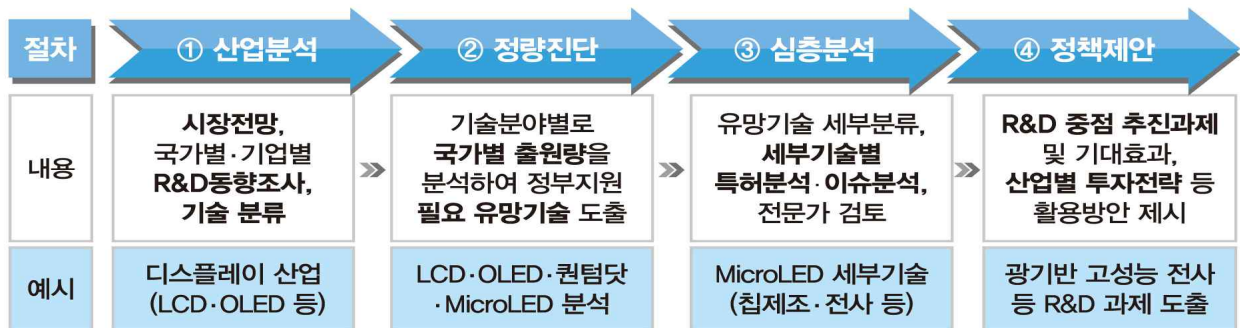 절차
① 산업분석
② 정량진단
③ 심층분석
④ 정책제안
내용
시장전망,
국가별·기업별
R&D동향조사,
기술 분류
기술분야별로
국가별 출원량을
분석하여 정부지원
필요 유망기술 도출
유망기술 세부분류,
세부기술별
특허분석·이슈분석,
전문가 검토
R&D 중점 추진과제
및 기대효과,
산업별 투자전략 등
활용방안 제시
예시
디스플레이 산업
(LCD·OLED 등)
LCD·OLED·퀀텀닷
·MicroLED 분석
MicroLED 세부기술
(칩제조·전사 등)
광기반 고성능 전사
등 R&D 과제 도출